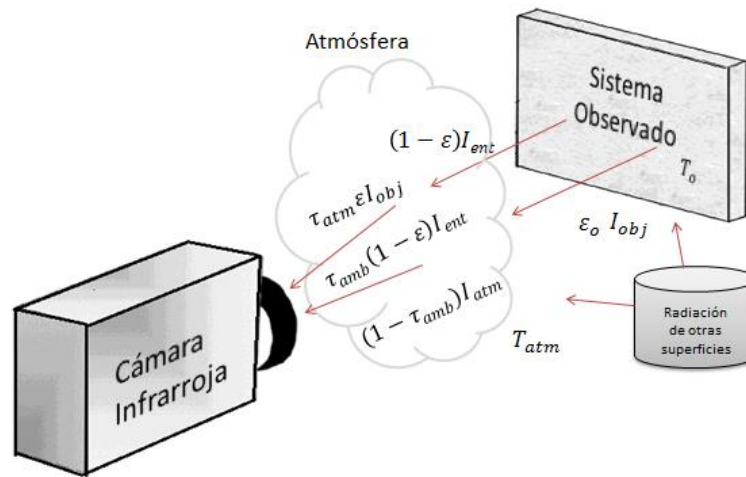 Atmósfera
Sistema
Observado
T_o
(1 − ε)I_ent
τ_atm εI_obj
τ_amb(1 − ε)I_ent
(1 − τ_amb)I_atm
ε_o I_obj
T_atm
Radiación
de otras
superficies
Cámara
Infrarroja